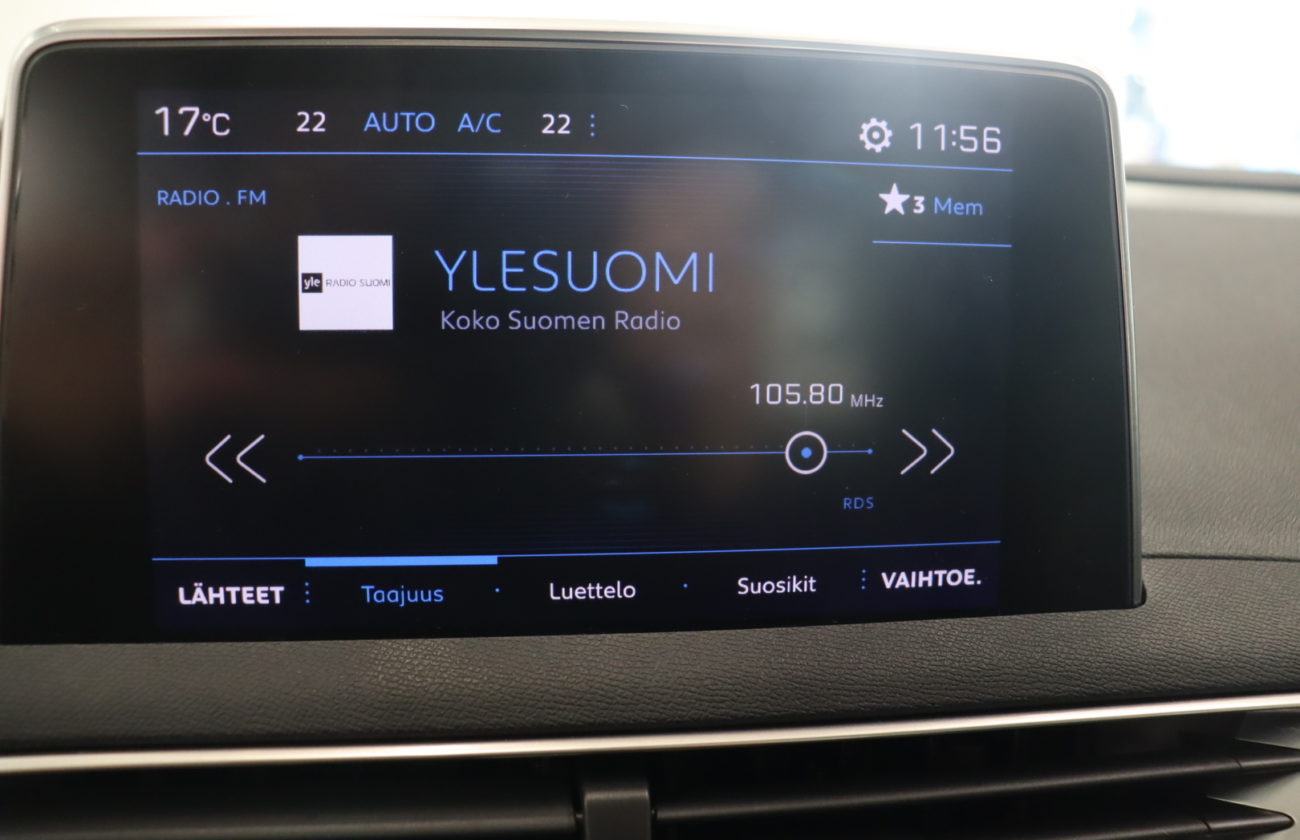 17°C 22 AUTO A/C 22 11:56
RADIO . FM
3 Mem
yle RADIO SUOMI
YLESUOMI
Koko Suomen Radio
105.80 MHz
RDS
LÄHTEET Taajuus Luettelo Suosikit VAIHTOE.